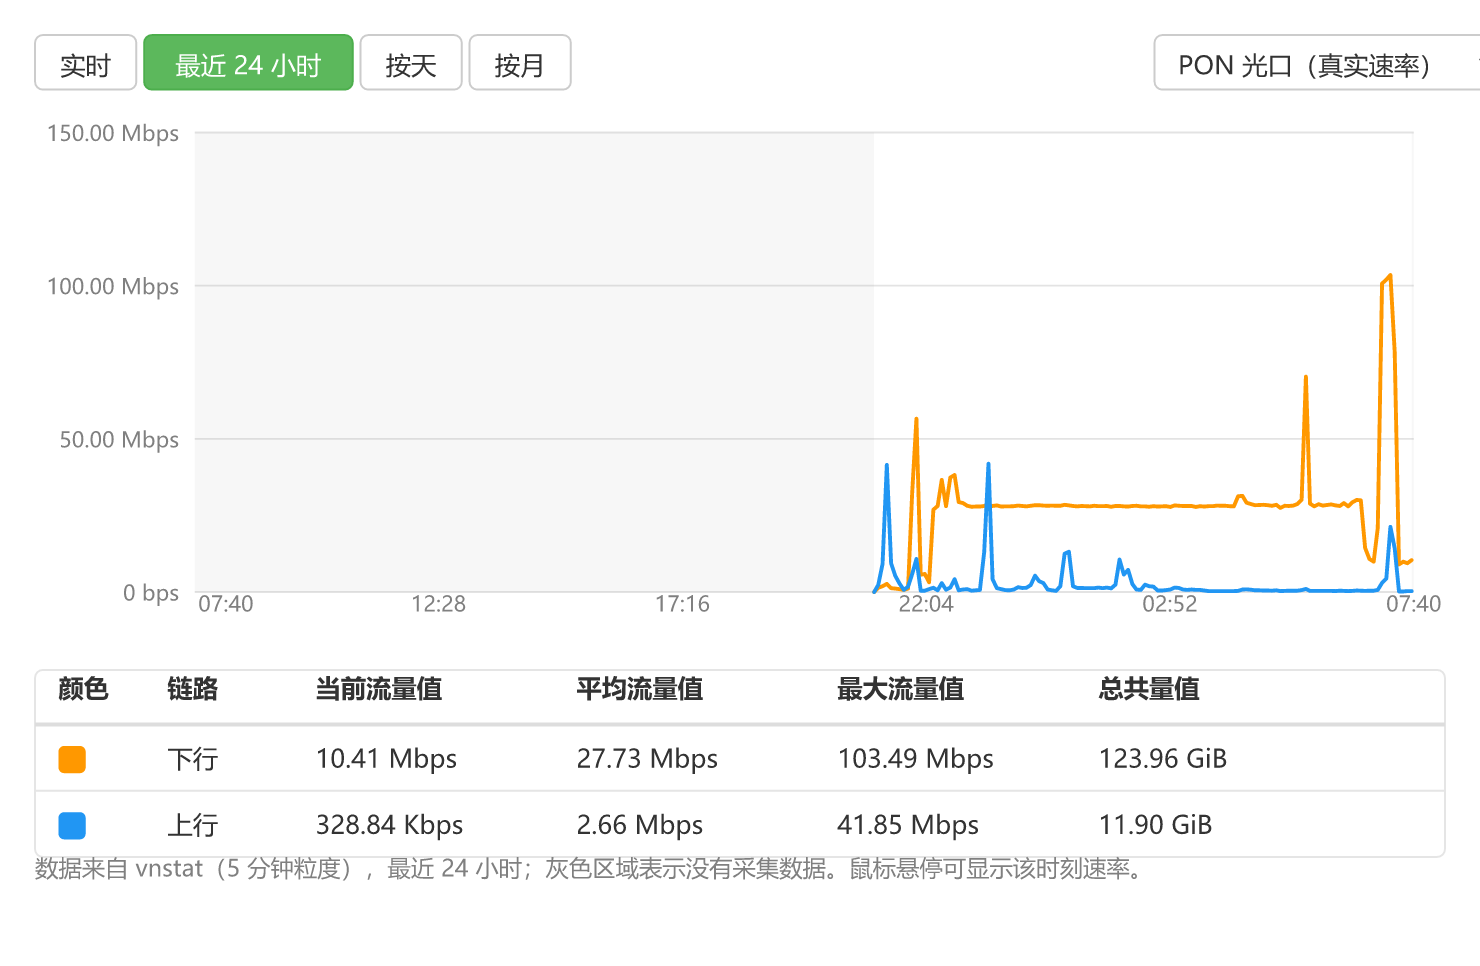 实时 最近 24 小时 按天 按月 PON 光口（真实速率）
150.00 Mbps
100.00 Mbps
50.00 Mbps
0 bps
07:40 12:28 17:16 22:04 02:52 07:40
颜色 链路 当前流量值 平均流量值 最大流量值 总共量值
下行 10.41 Mbps 27.73 Mbps 103.49 Mbps 123.96 GiB
上行 328.84 Kbps 2.66 Mbps 41.85 Mbps 11.90 GiB
数据来自 vnstat（5 分钟粒度），最近 24 小时；灰色区域表示没有采集数据。鼠标悬停可显示该时刻速率。